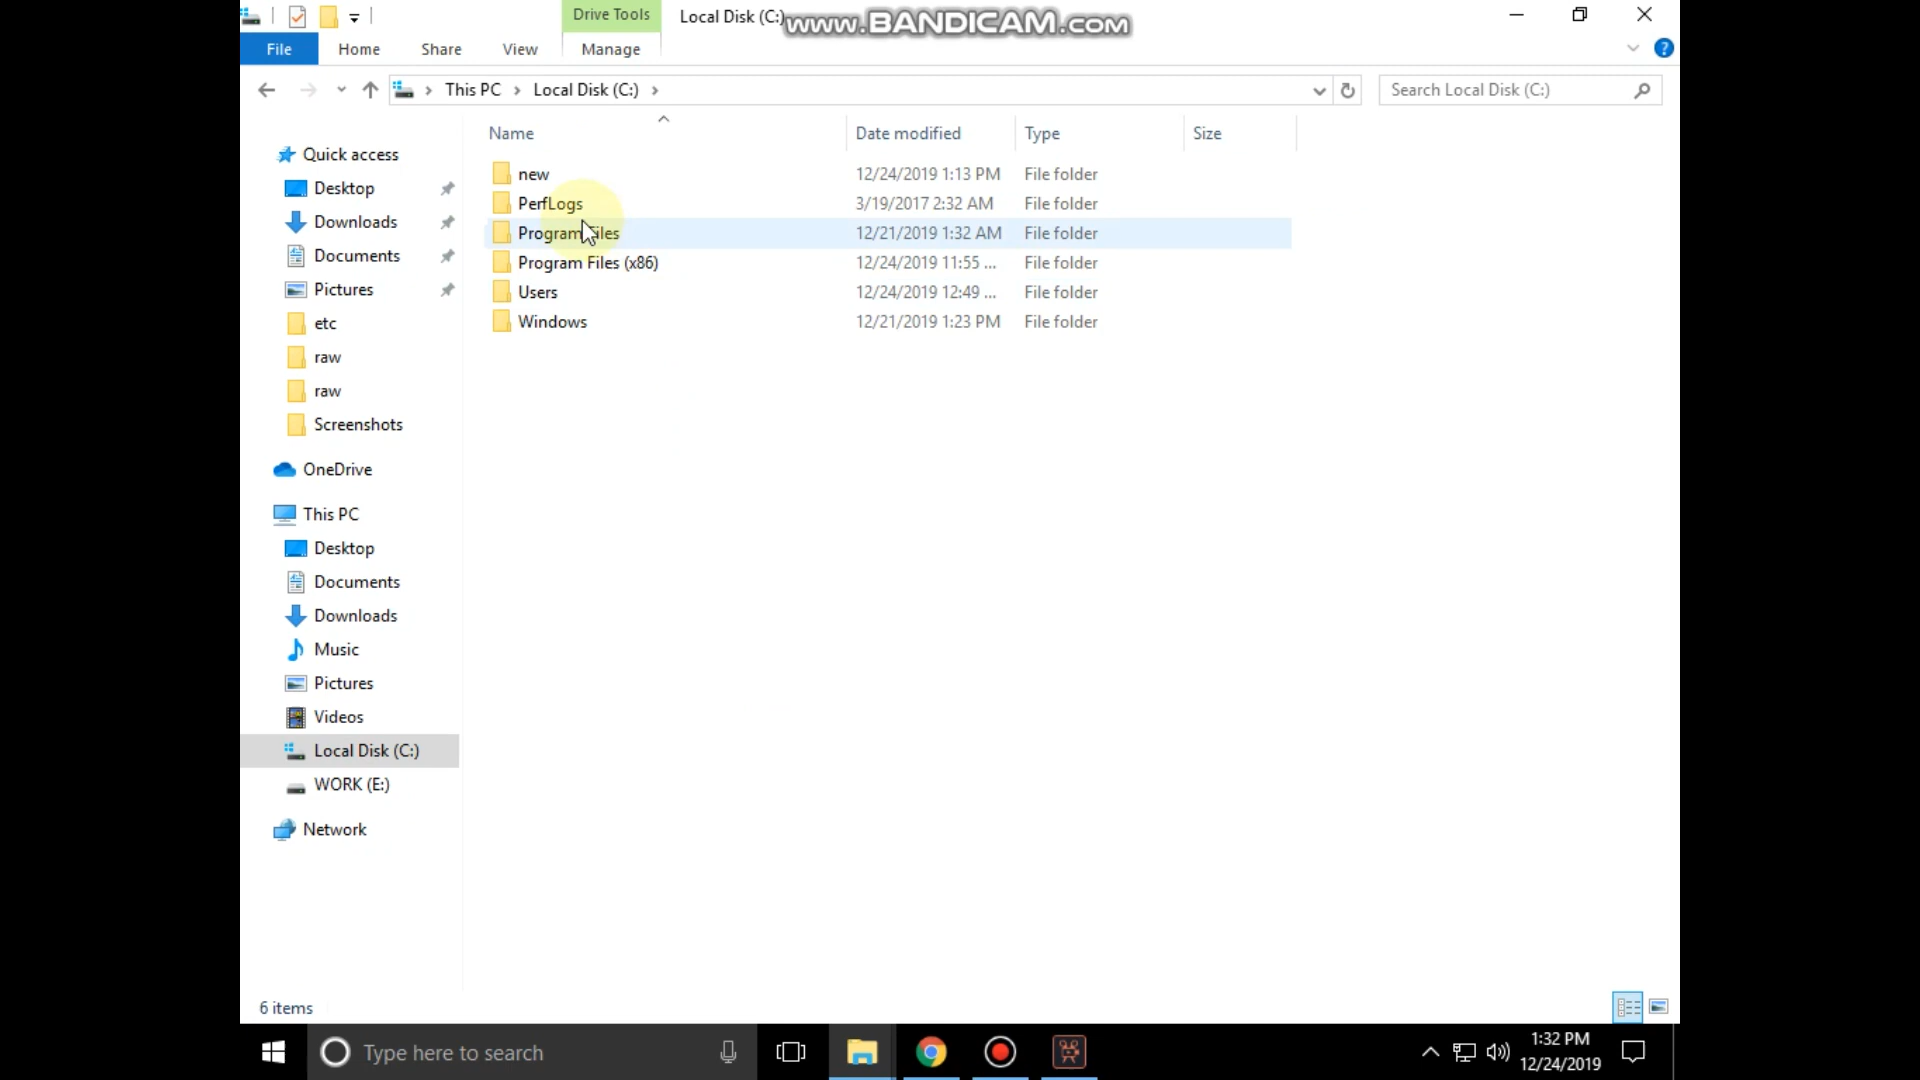 Drive Tools
Local Disk (C:)
www.BANDICAM.com
File
Home
Share
View
Manage
This PC
Local Disk (C:)
Search Local Disk (C:)
Name
Date modified
Type
Size
Quick access
Desktop
Downloads
Documents
Pictures
etc
raw
raw
Screenshots
OneDrive
This PC
Desktop
Documents
Downloads
Music
Pictures
Videos
Local Disk (C:)
WORK (E:)
Network
new 12/24/2019 1:13 PM File folder
PerfLogs 3/19/2017 2:32 AM File folder
Program Files 12/21/2019 1:32 AM File folder
Program Files (x86) 12/24/2019 11:55 ... File folder
Users 12/24/2019 12:49 ... File folder
Windows 12/21/2019 1:23 PM File folder
6 items
Type here to search
1:32 PM
12/24/2019